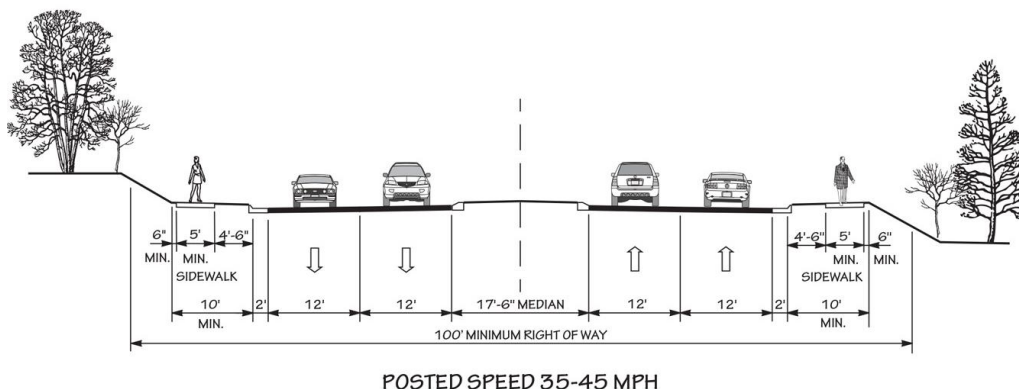 6" 5' 4'-6" 4'-6" 5' 6"
MIN. MIN. MIN. MIN.
SIDEWALK SIDEWALK
10' 2' 12' 12' 17'-6" MEDIAN 12' 12' 2' 10'
MIN. MIN.
100' MINIMUM RIGHT OF WAY
POSTED SPEED 35-45 MPH